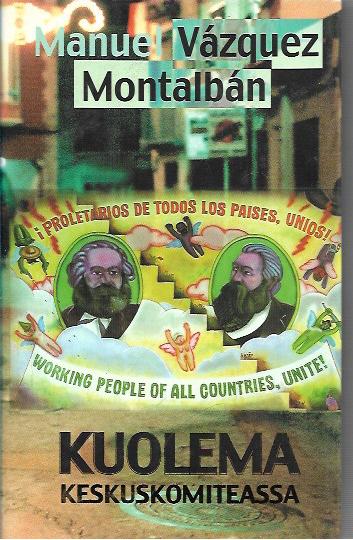 Manuel Vázquez
Montalbán
¡PROLETARIOS DE TODOS LOS PAISES, UNIOS!
WORKING PEOPLE OF ALL COUNTRIES, UNITE!
KUOLEMA
KESKUSKOMITEASSA